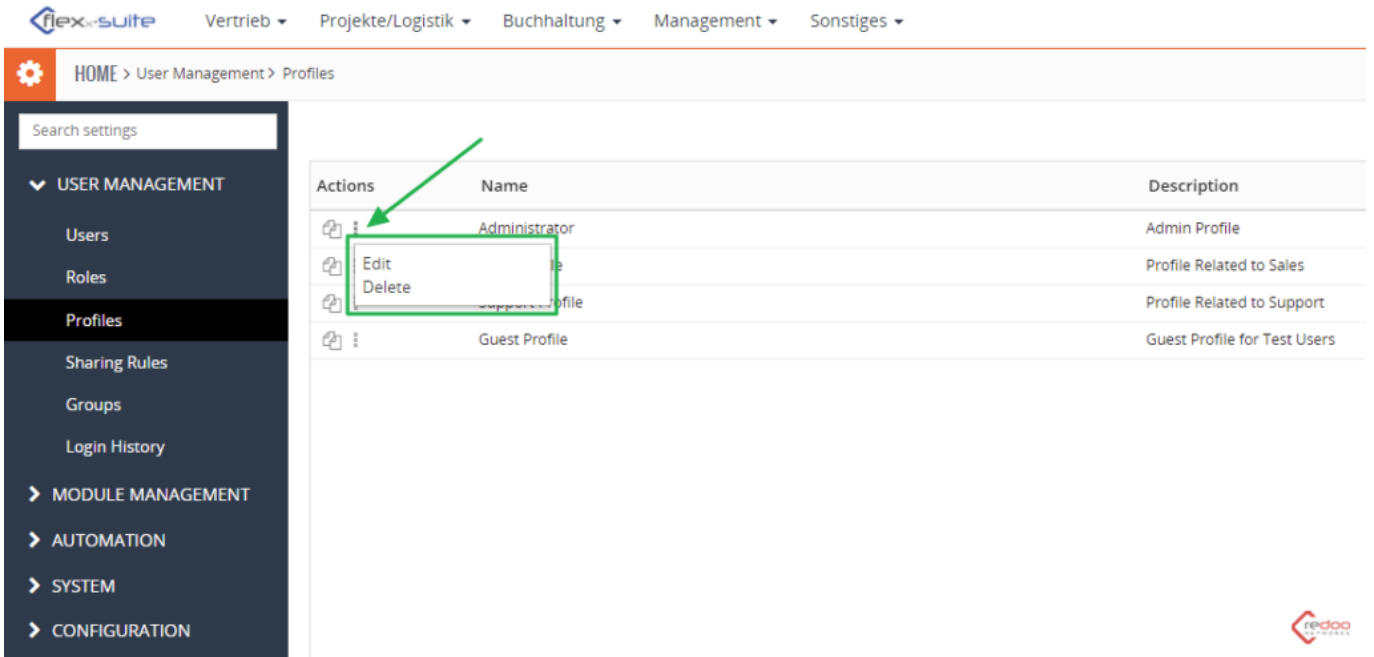 flex-suite Vertrieb Projekte/Logistik Buchhaltung Management Sonstiges
HOME > User Management > Profiles
Search settings
USER MANAGEMENT
Users
Roles
Profiles
Sharing Rules
Groups
Login History
MODULE MANAGEMENT
AUTOMATION
SYSTEM
CONFIGURATION
Actions Name Description
Administrator Admin Profile
Edit
Delete
Profile Related to Sales
Profile Related to Support
Guest Profile Guest Profile for Test Users
redoo
NETWORKS